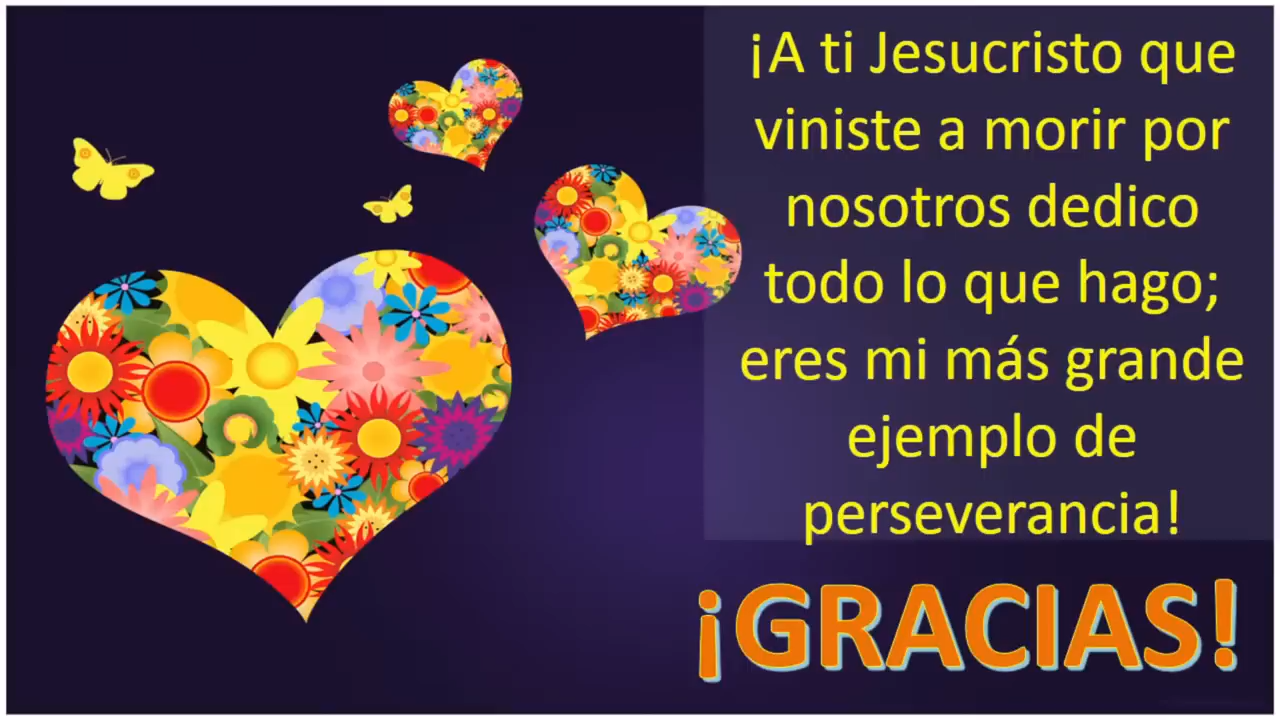 ¡A ti Jesucristo que
viniste a morir por
nosotros dedico
todo lo que hago;
eres mi más grande
ejemplo de
perseverancia!
¡GRACIAS!